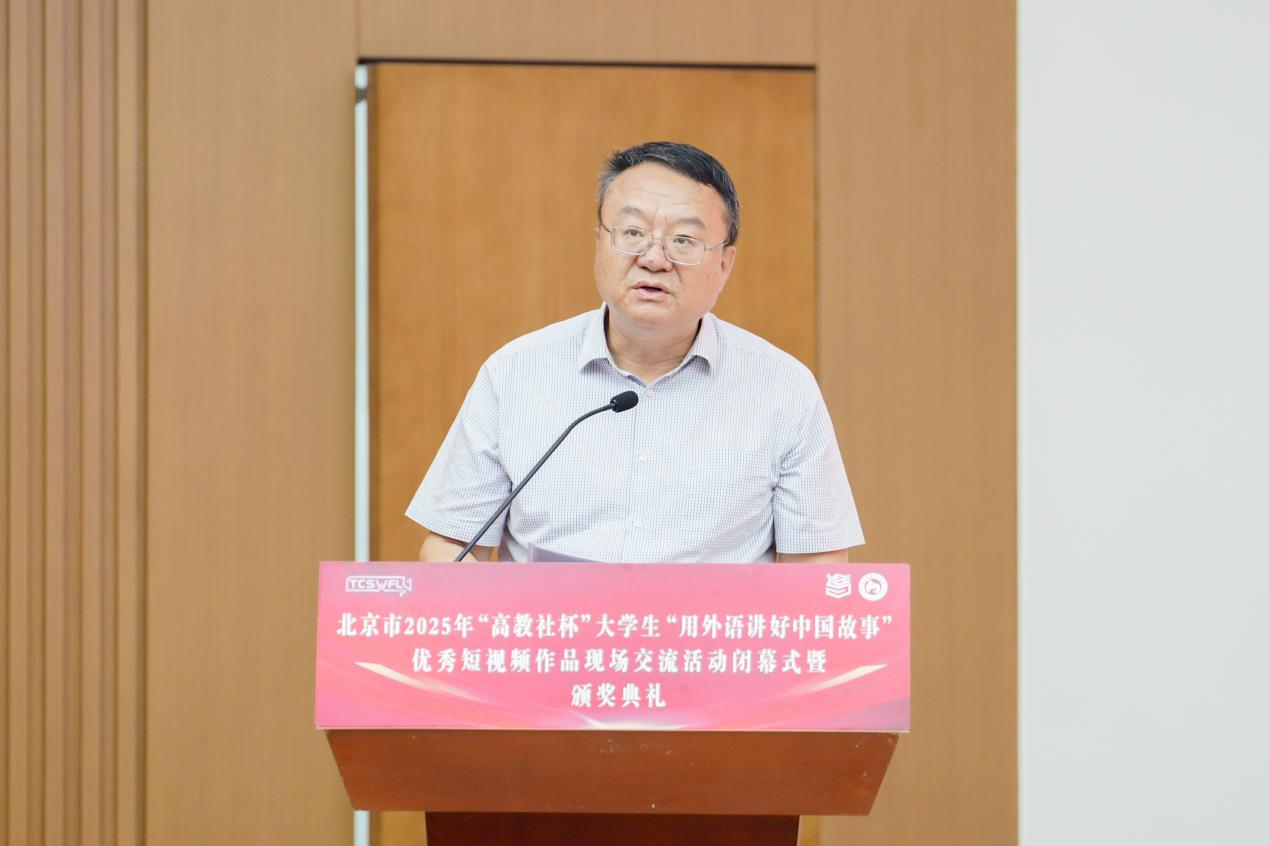 TCSWFL
北京市2025年“高教社杯”大学生“用外语讲好中国故事”
优秀短视频作品现场交流活动闭幕式暨
颁奖典礼